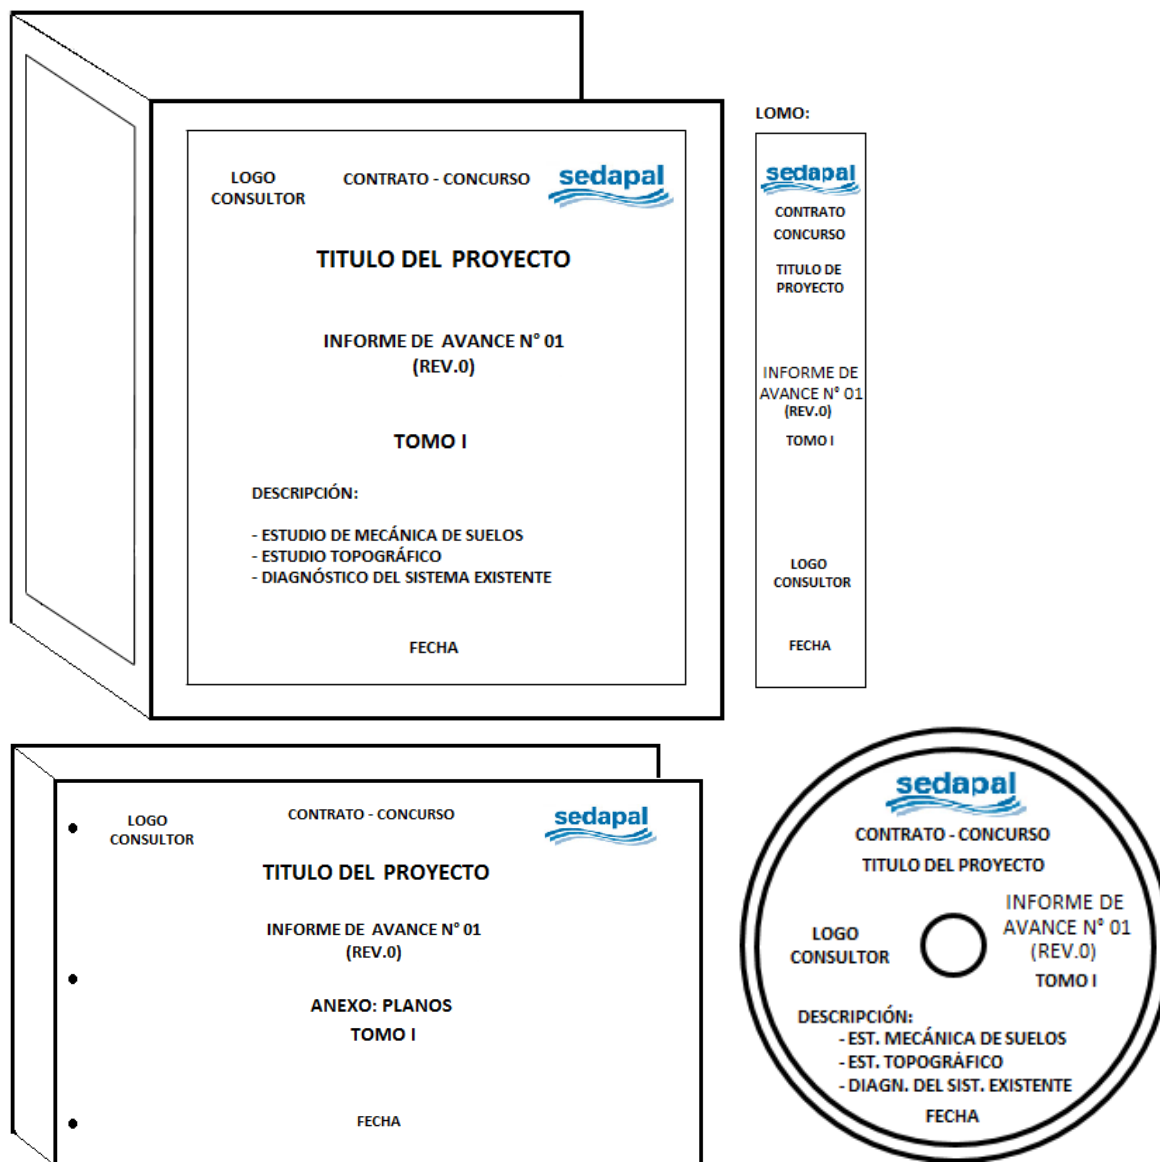 LOGO
CONSULTOR
CONTRATO - CONCURSO
sedapal
TITULO DEL PROYECTO
INFORME DE AVANCE N° 01
(REV.0)
TOMO I
DESCRIPCIÓN:
- ESTUDIO DE MECÁNICA DE SUELOS
- ESTUDIO TOPOGRÁFICO
- DIAGNÓSTICO DEL SISTEMA EXISTENTE
FECHA
LOMO:
sedapal
CONTRATO
CONCURSO
TITULO DE
PROYECTO
INFORME DE
AVANCE N° 01
(REV.0)
TOMO I
LOGO
CONSULTOR
FECHA
LOGO
CONSULTOR
CONTRATO - CONCURSO
sedapal
TITULO DEL PROYECTO
INFORME DE AVANCE N° 01
(REV.0)
ANEXO: PLANOS
TOMO I
FECHA
sedapal
CONTRATO - CONCURSO
TITULO DEL PROYECTO
LOGO
CONSULTOR
INFORME DE
AVANCE N° 01
(REV.0)
TOMO I
DESCRIPCIÓN:
- EST. MECÁNICA DE SUELOS
- EST. TOPOGRÁFICO
- DIAGN. DEL SIST. EXISTENTE
FECHA